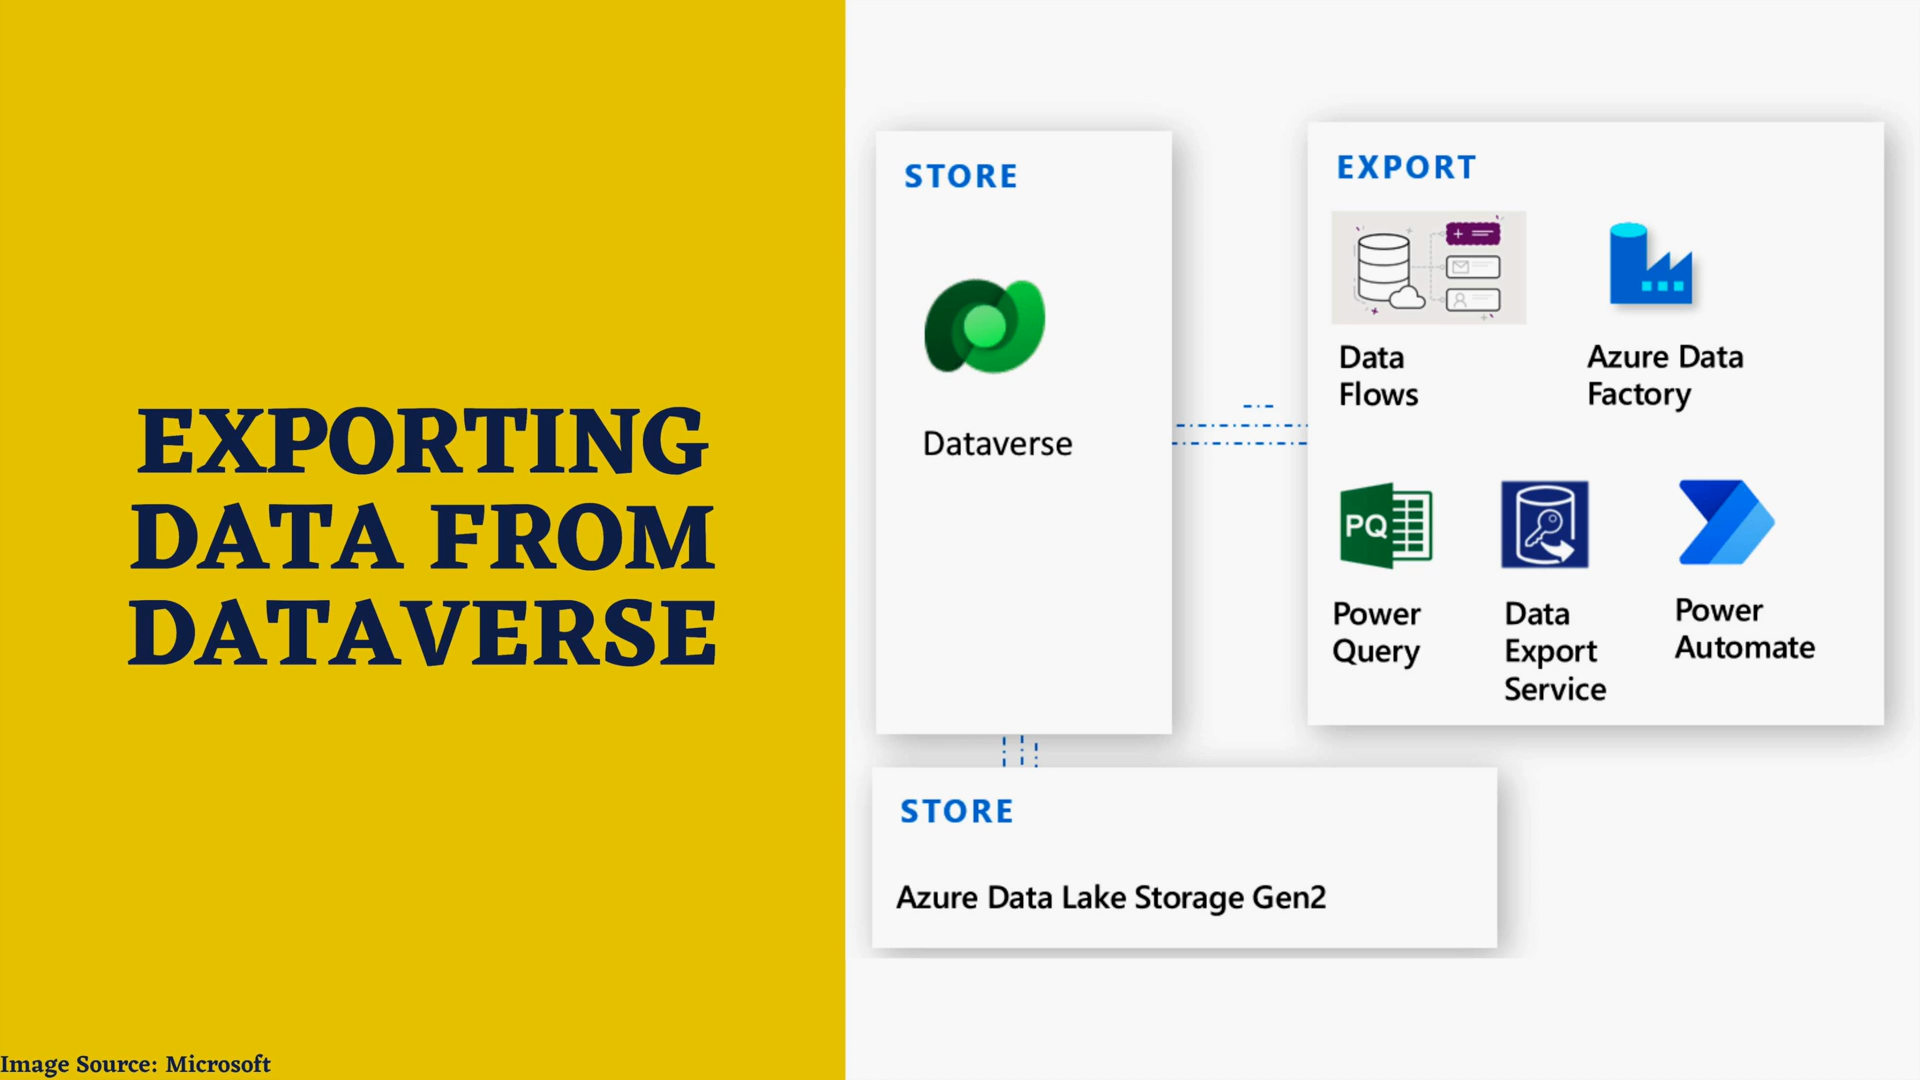 EXPORTING
DATA FROM
DATAVERSE
Image Source: Microsoft
STORE
Dataverse
EXPORT
Data
Flows
Azure Data
Factory
PQ
Power
Query
Data
Export
Service
Power
Automate
STORE
Azure Data Lake Storage Gen2